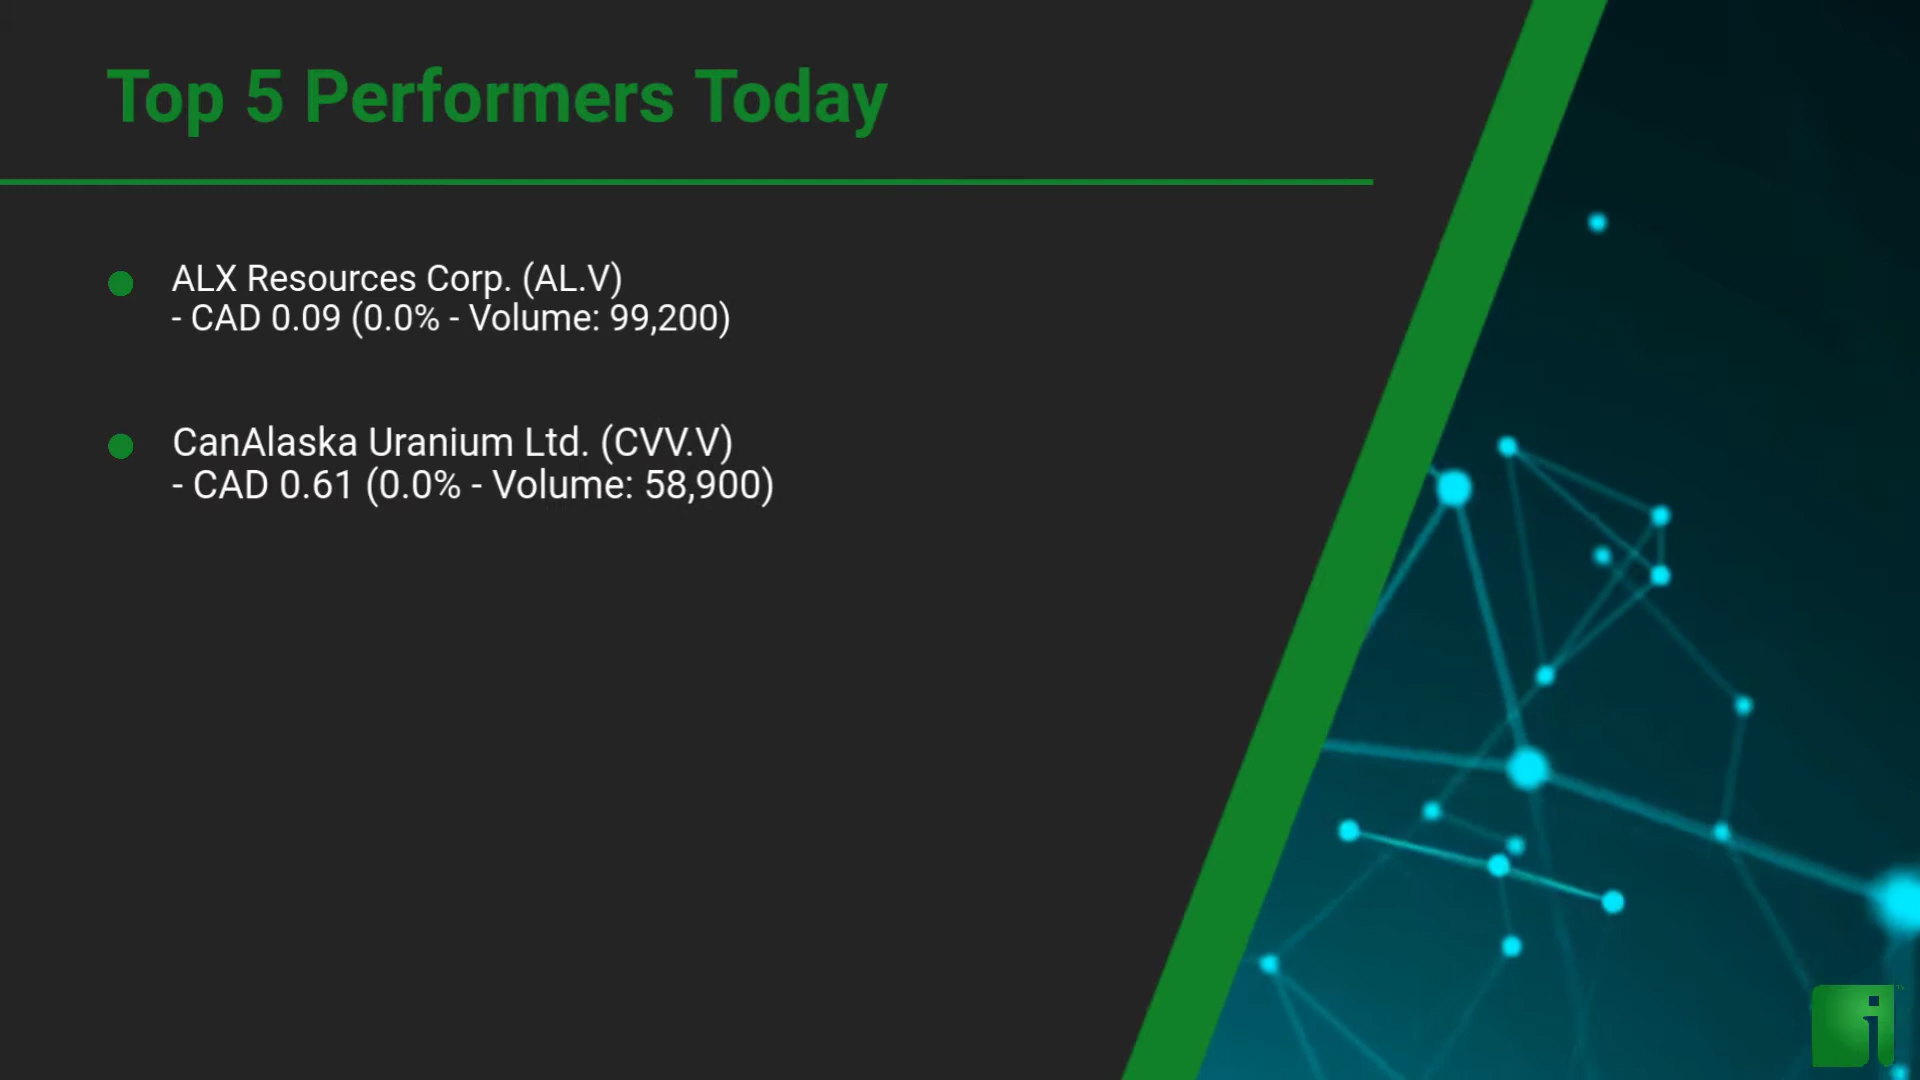 Top 5 Performers Today
ALX Resources Corp. (AL.V)
- CAD 0.09 (0.0% - Volume: 99,200)
CanAlaska Uranium Ltd. (CVV.V)
- CAD 0.61 (0.0% - Volume: 58,900)
i